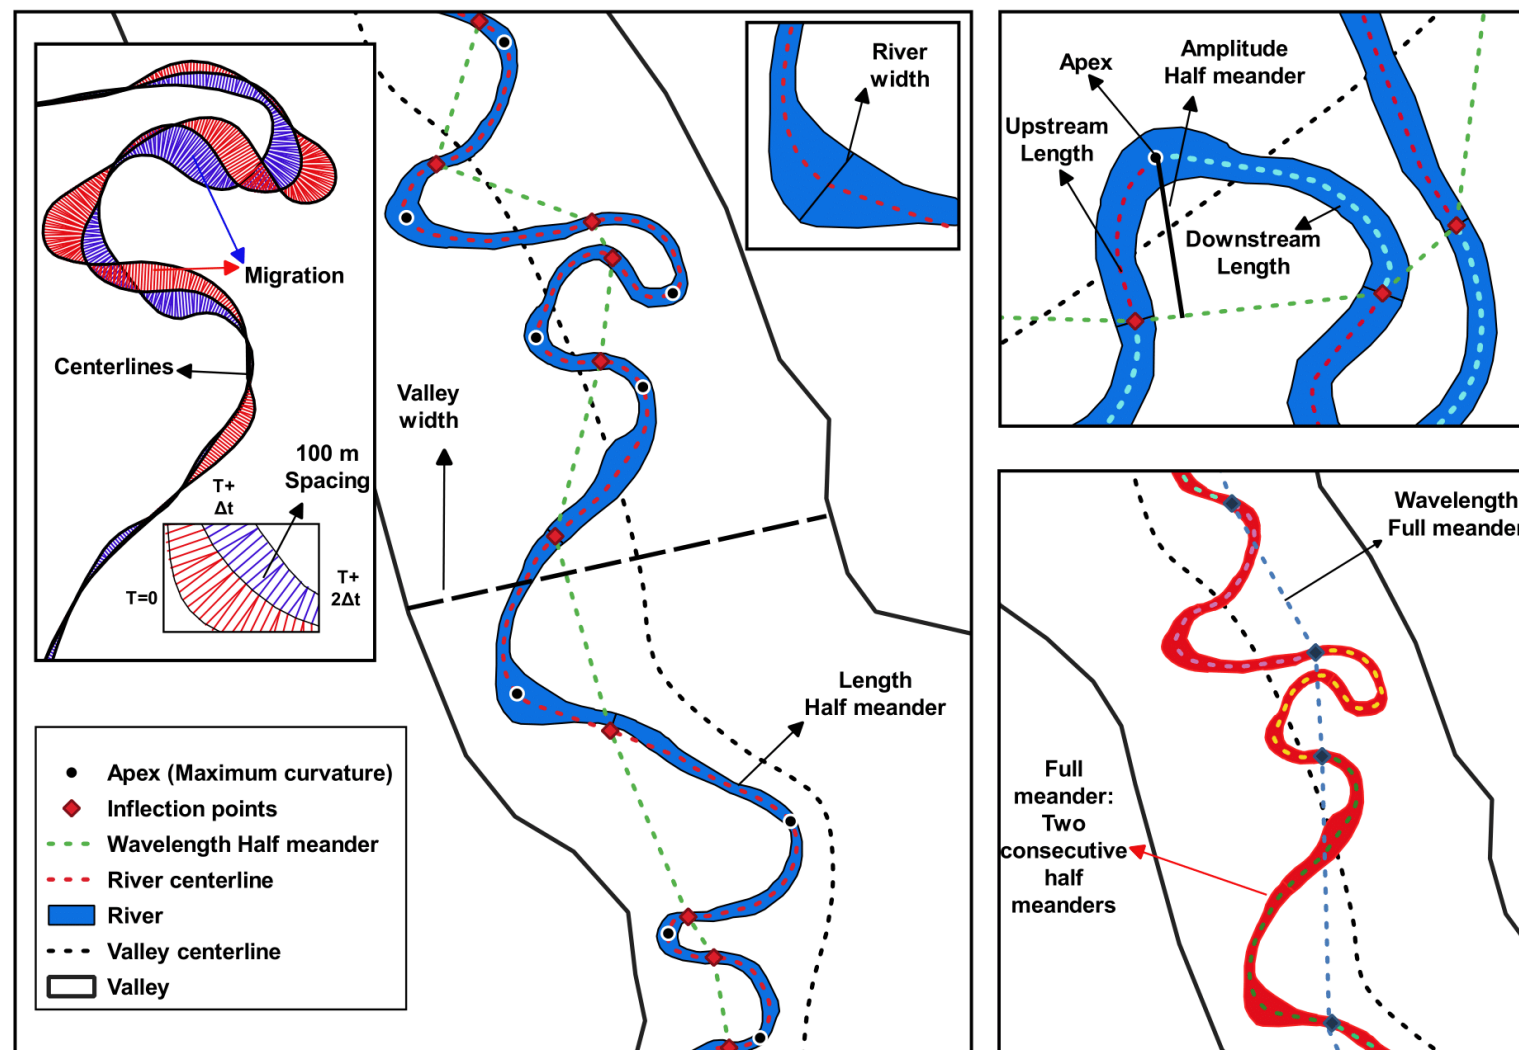 Migration
Centerlines
100 m
Spacing
T+
Δt
T=0
T+
2Δt
River
width
Valley
width
Length
Half meander
Apex (Maximum curvature)
Inflection points
Wavelength Half meander
River centerline
River
Valley centerline
Valley
Apex
Amplitude
Half meander
Upstream
Length
Downstream
Length
Wavelength
Full meander
Full
meander:
Two
consecutive
half
meanders